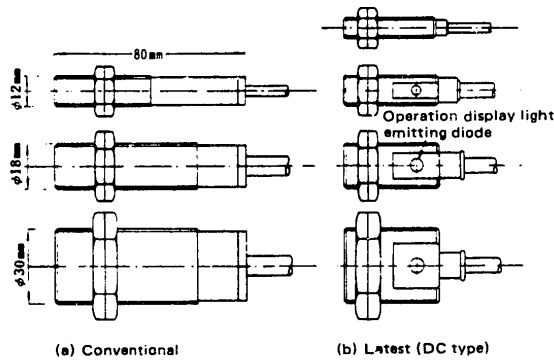 80mm
φ12mm
Operation display light
emitting diode
φ18mm
φ30mm
(a) Conventional
(b) Latest (DC type)